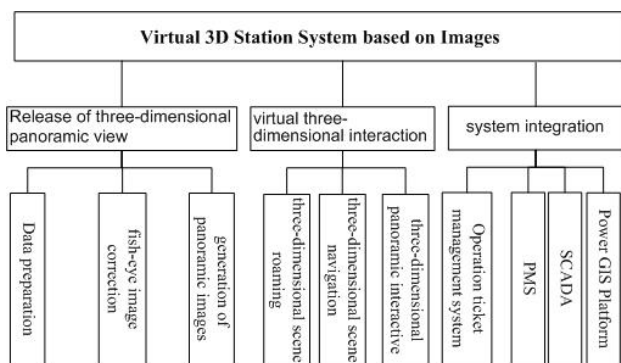 Virtual 3D Station System based on Images
Release of three-dimensional
panoramic view
virtual three-
dimensional interaction
system integration
Data preparation
fish-eye image
correction
generation of
panoramic images
three-dimensional scene
roaming
three-dimensional scene
navigation
three-dimensional
panoramic interactive
Operation ticket
management system
PMS
SCADA
Power GIS Platform